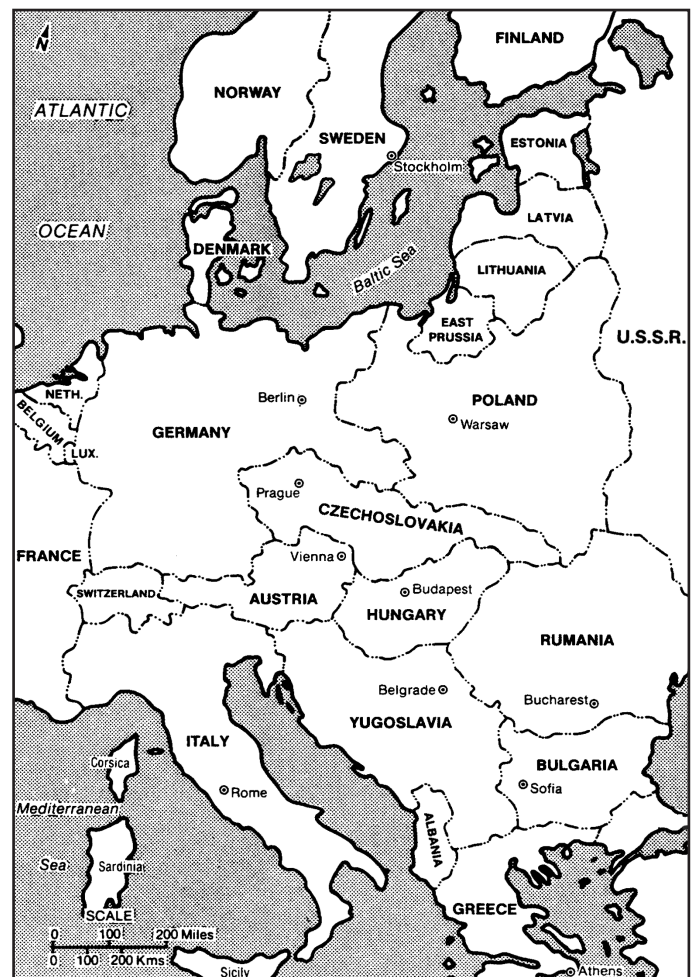 N
FINLAND
NORWAY
ATLANTIC
SWEDEN
ESTONIA
Stockholm
LATVIA
OCEAN
DENMARK
Baltic Sea
LITHUANIA
EAST
PRUSSIA
U.S.S.R.
NETH.
Berlin
POLAND
BELGIUM
GERMANY
Warsaw
LUX.
Prague
CZECHOSLOVAKIA
FRANCE
Vienna
SWITZERLAND
AUSTRIA
Budapest
HUNGARY
RUMANIA
Belgrade
Bucharest
YUGOSLAVIA
ITALY
Corsica
BULGARIA
Rome
Sofia
Mediterranean
ALBANIA
Sea
Sardinia
SCALE
GREECE
0 100 200 Miles
0 100 200 Kms
Sicily
Athens